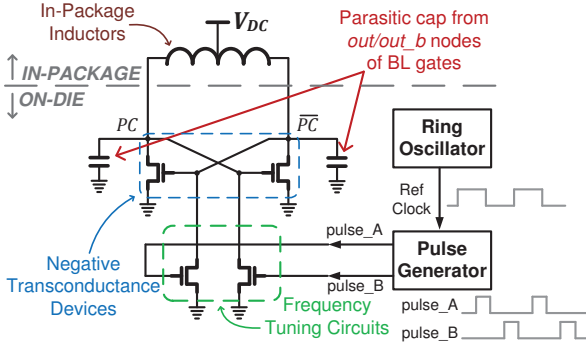 In-Package
Inductors
V_DC
Parasitic cap from
out/out_b nodes
of BL gates
↑ IN-PACKAGE
↓ ON-DIE
PC
P̅C̅
Ring
Oscillator
Ref
Clock
pulse_A
Pulse
Generator
pulse_B
Negative
Transconductance
Devices
Frequency
Tuning Circuits
pulse_A
pulse_B